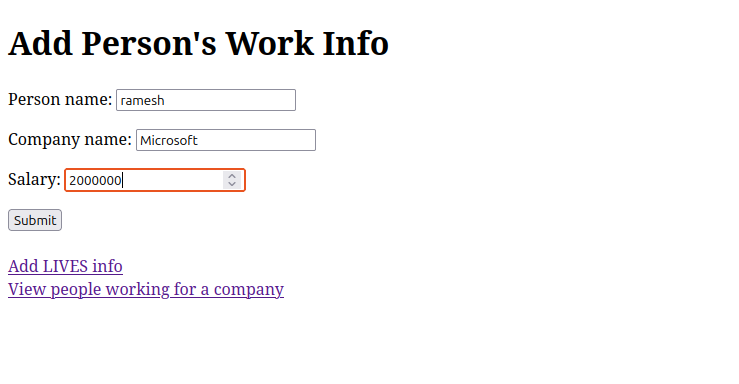 Add Person's Work Info
Person name: ramesh
Company name: Microsoft
Salary: 2000000
Submit
Add LIVES info
View people working for a company